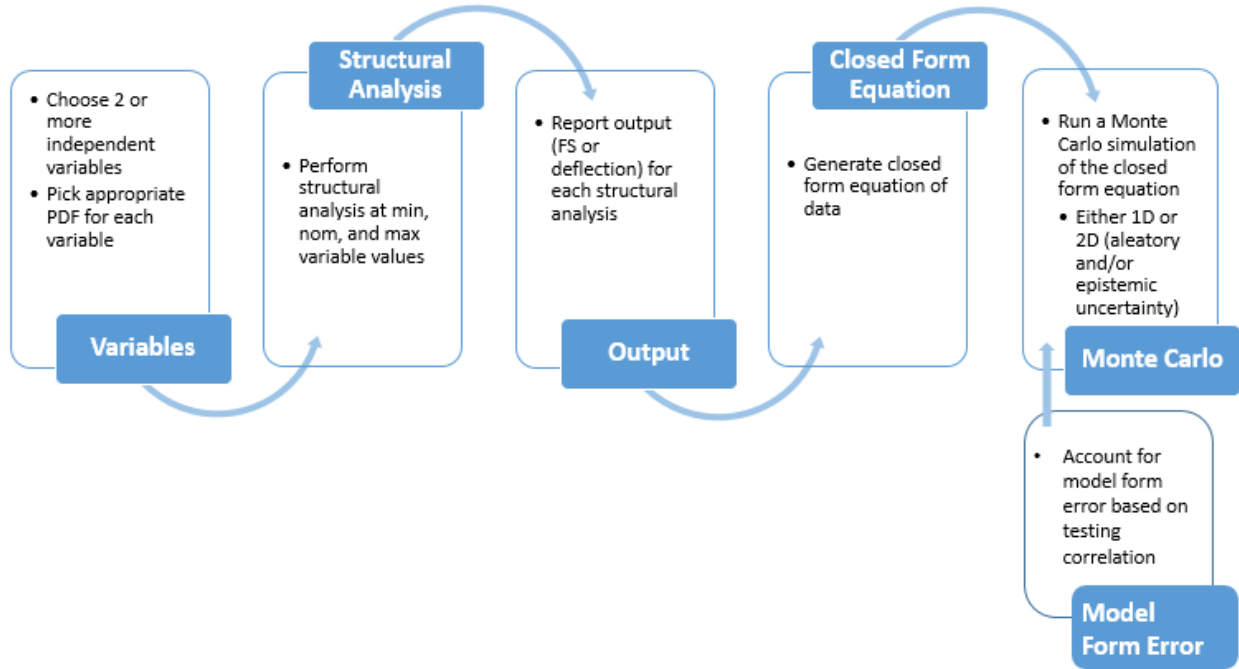 • Choose 2 or
more
independent
variables
• Pick appropriate
PDF for each
variable
Variables
Structural
Analysis
• Perform
structural
analysis at min,
nom, and max
variable values
• Report output
(FS or
deflection) for
each structural
analysis
Output
Closed Form
Equation
• Generate closed
form equation of
data
• Run a Monte
Carlo simulation
of the closed
form equation
• Either 1D or
2D (aleatory
and/or
epistemic
uncertainty)
Monte Carlo
• Account for
model form
error based on
testing
correlation
Model
Form Error